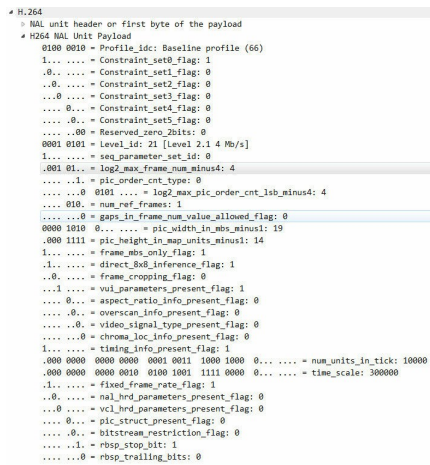 H.264
NAL unit header or first byte of the payload
H264 NAL Unit Payload
0100 0010 = Profile_idc: Baseline profile (66)
1... .... = Constraint_set0_flag: 1
.0.. .... = Constraint_set1_flag: 0
..0. .... = Constraint_set2_flag: 0
...0 .... = Constraint_set3_flag: 0
.... 0... = Constraint_set4_flag: 0
.... .0.. = Constraint_set5_flag: 0
.... ..00 = Reserved_zero_2bits: 0
0001 0101 = Level_id: 21 [Level 2.1 4 Mb/s]
1... .... = seq_parameter_set_id: 0
.001 01.. = log2_max_frame_num_minus4: 4
.... ..1. = pic_order_cnt_type: 0
.... ...0 0101 .... = log2_max_pic_order_cnt_lsb_minus4: 4
.... 010. = num_ref_frames: 1
.... ...0 = gaps_in_frame_num_value_allowed_flag: 0
0000 1010 0... .... = pic_width_in_mbs_minus1: 19
.000 1111 = pic_height_in_map_units_minus1: 14
1... .... = frame_mbs_only_flag: 1
.1.. .... = direct_8x8_inference_flag: 1
..0. .... = frame_cropping_flag: 0
...1 .... = vui_parameters_present_flag: 1
.... 0... = aspect_ratio_info_present_flag: 0
.... .0.. = overscan_info_present_flag: 0
.... ..0. = video_signal_type_present_flag: 0
.... ...0 = chroma_loc_info_present_flag: 0
1... .... = timing_info_present_flag: 1
.000 0000 0000 0000 0001 0011 1000 1000 0... .... = num_units_in_tick: 10000
.000 0000 0000 0010 0100 1001 1111 0000 0... .... = time_scale: 300000
.1.. .... = fixed_frame_rate_flag: 1
..0. .... = nal_hrd_parameters_present_flag: 0
...0 .... = vcl_hrd_parameters_present_flag: 0
.... 0... = pic_struct_present_flag: 0
.... .0.. = bitstream_restriction_flag: 0
.... ..1. = rbsp_stop_bit: 1
.... ...0 = rbsp_trailing_bits: 0